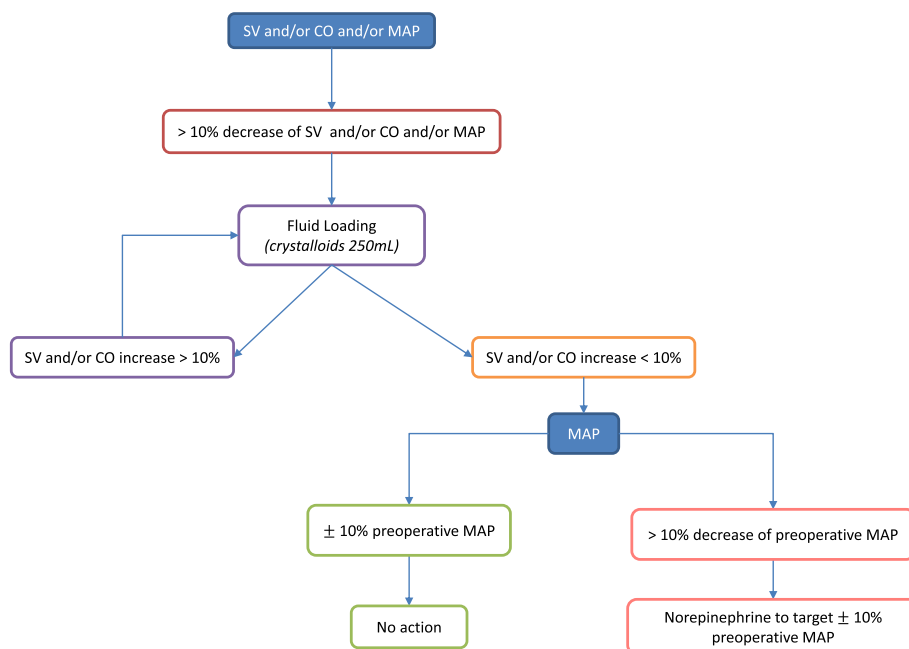 SV and/or CO and/or MAP
> 10% decrease of SV and/or CO and/or MAP
Fluid Loading
(crystalloids 250mL)
SV and/or CO increase > 10%
SV and/or CO increase < 10%
MAP
± 10% preoperative MAP
> 10% decrease of preoperative MAP
No action
Norepinephrine to target ± 10%
preoperative MAP